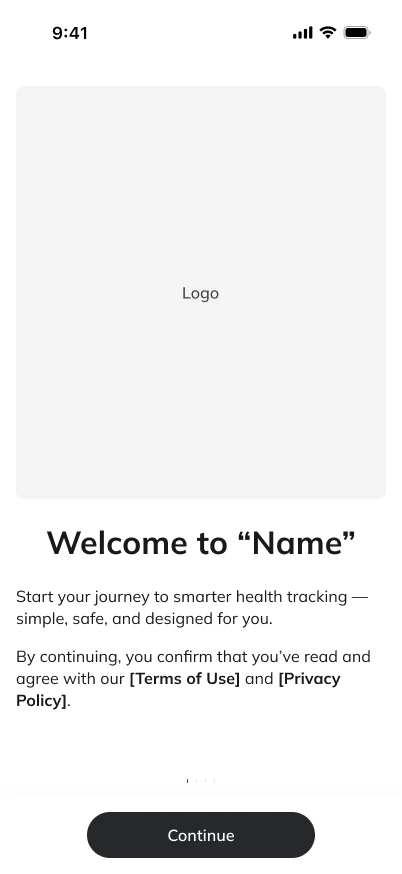 9:41
Logo
Welcome to “Name”
Start your journey to smarter health tracking —
simple, safe, and designed for you.
By continuing, you confirm that you’ve read and
agree with our [Terms of Use] and [Privacy
Policy].
Continue